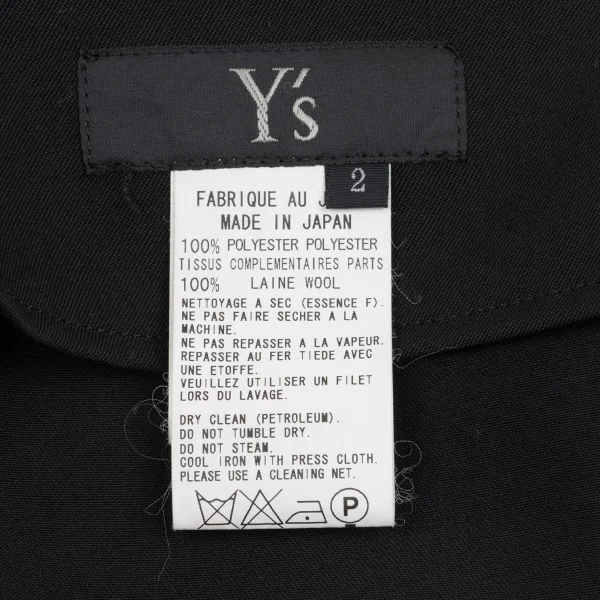 Y's
2
FABRIQUE AU J
MADE IN JAPAN
100% POLYESTER POLYESTER
TISSUS COMPLEMENTAIRES PARTS
100% LAINE WOOL
NETTOYAGE A SEC (ESSENCE F).
NE PAS FAIRE SECHER A LA
MACHINE.
NE PAS REPASSER A LA VAPEUR.
REPASSER AU FER TIEDE AVEC
UNE ETOFFE.
VEUILLEZ UTILISER UN FILET
LORS DU LAVAGE.
DRY CLEAN (PETROLEUM).
DO NOT TUMBLE DRY.
DO NOT STEAM.
COOL IRON WITH PRESS CLOTH.
PLEASE USE A CLEANING NET.
P